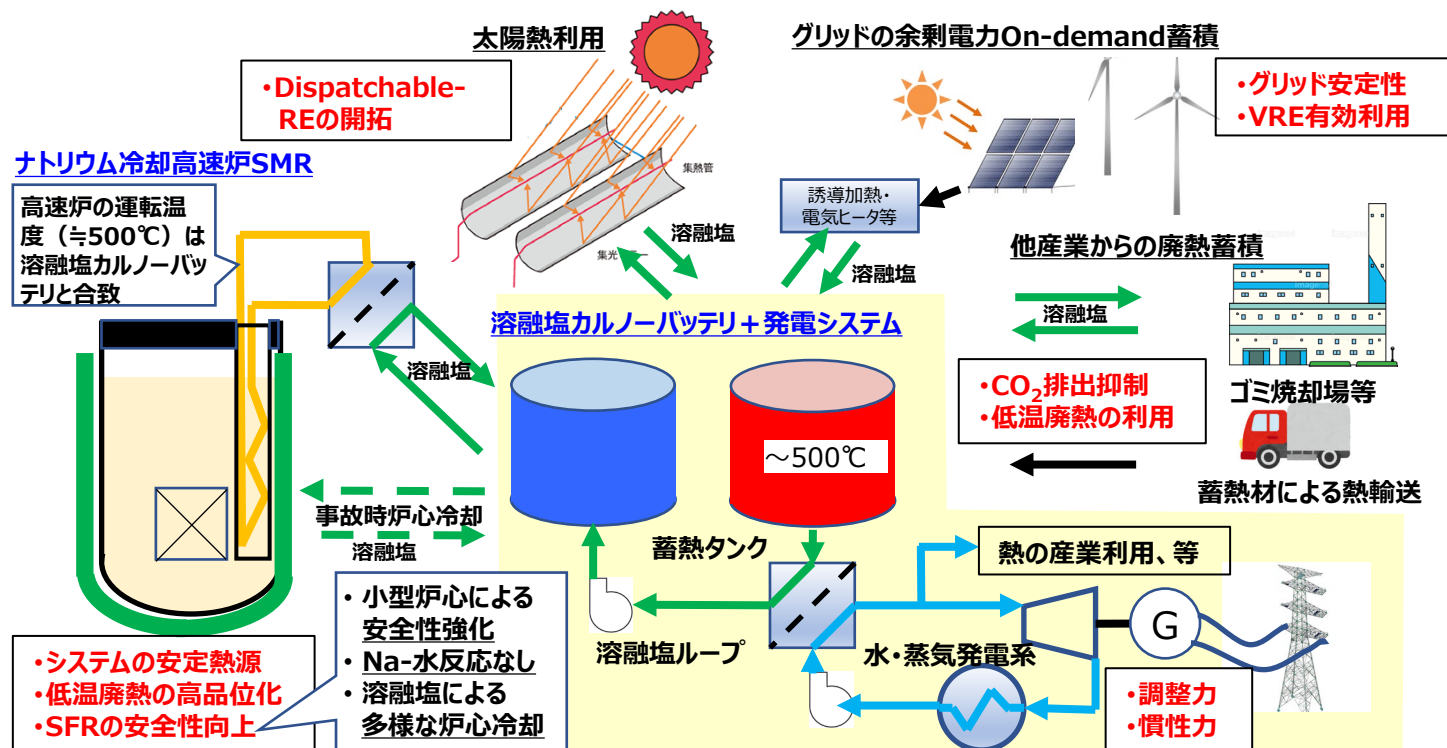 太陽熱利用
グリッドの余剰電力On-demand蓄積
・Dispatchable-
REの開拓
・グリッド安定性
・VRE有効利用
ナトリウム冷却高速炉SMR
集熱管
高速炉の運転温
度（≒500℃）は
溶融塩カルノーバッ
テリと合致
誘導加熱・
電気ヒータ等
溶融塩
集光
溶融塩
他産業からの廃熱蓄積
溶融塩
溶融塩カルノーバッテリ＋発電システム
溶融塩
・CO₂排出抑制
・低温廃熱の利用
ゴミ焼却場等
～500℃
蓄熱材による熱輸送
事故時炉心冷却
溶融塩
蓄熱タンク
熱の産業利用、等
・小型炉心による
安全性強化
・Na-水反応なし
・溶融塩による
多様な炉心冷却
G
溶融塩ループ
水・蒸気発電系
・システムの安定熱源
・低温廃熱の高品位化
・SFRの安全性向上
・調整力
・慣性力